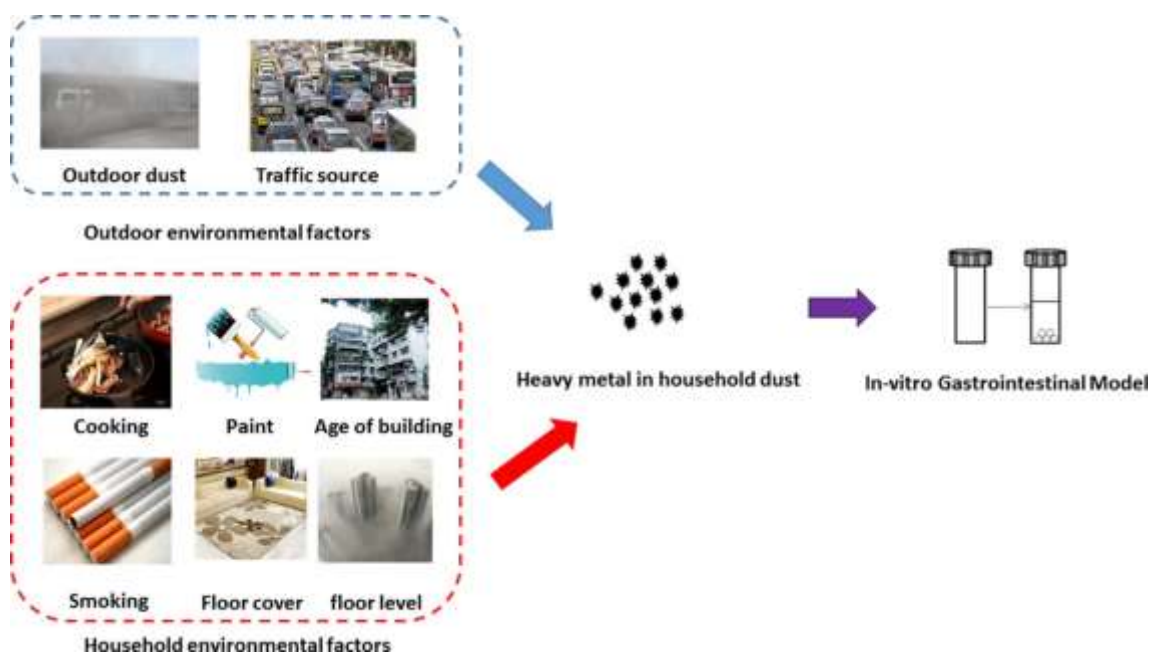 Outdoor dust
Traffic source
Outdoor environmental factors
Cooking
Paint
Age of building
Smoking
Floor cover
floor level
Household environmental factors
Heavy metal in household dust
In-vitro Gastrointestinal Model